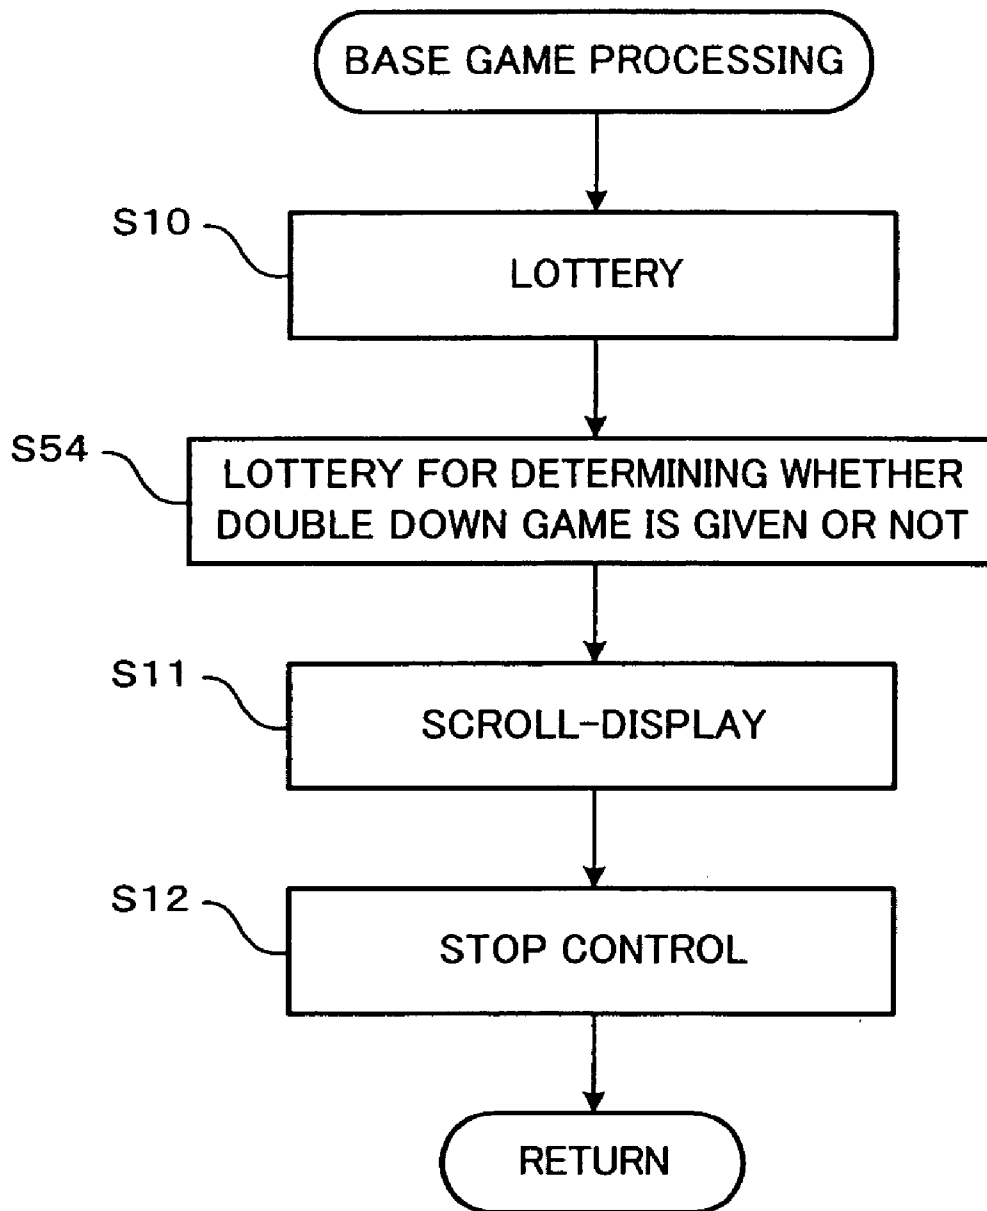 BASE GAME PROCESSING
S10
LOTTERY
S54
LOTTERY FOR DETERMINING WHETHER
DOUBLE DOWN GAME IS GIVEN OR NOT
S11
SCROLL-DISPLAY
S12
STOP CONTROL
RETURN